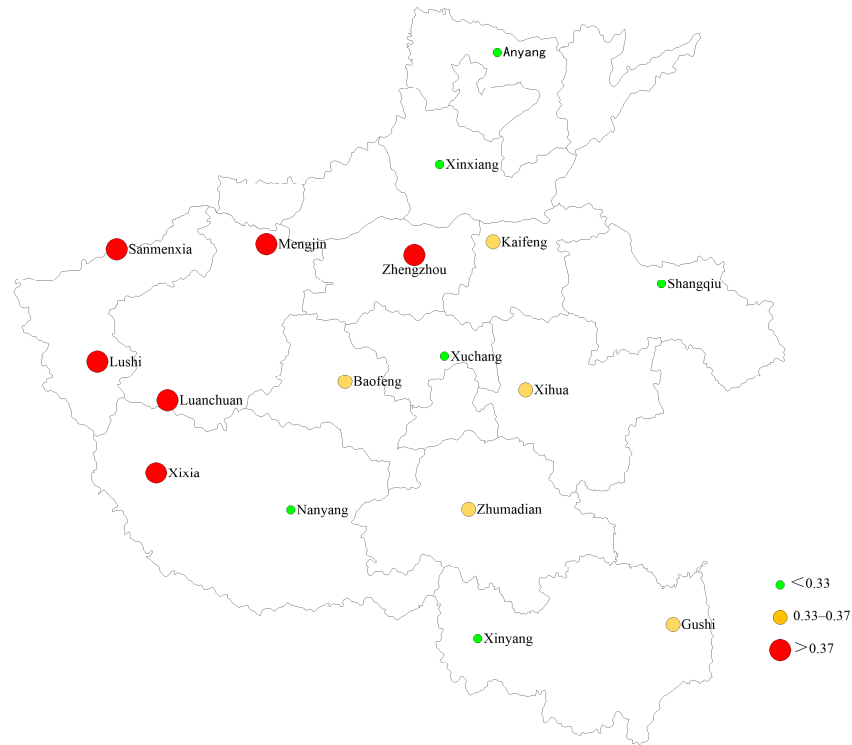 Anyang
Xinxiang
Sanmenxia
Mengjin
Zhengzhou
Kaifeng
Shangqiu
Lushi
Luanchuan
Baofeng
Xuchang
Xihua
Xixia
Nanyang
Zhumadian
Xinyang
Gushi
＜0.33
0.33–0.37
＞0.37